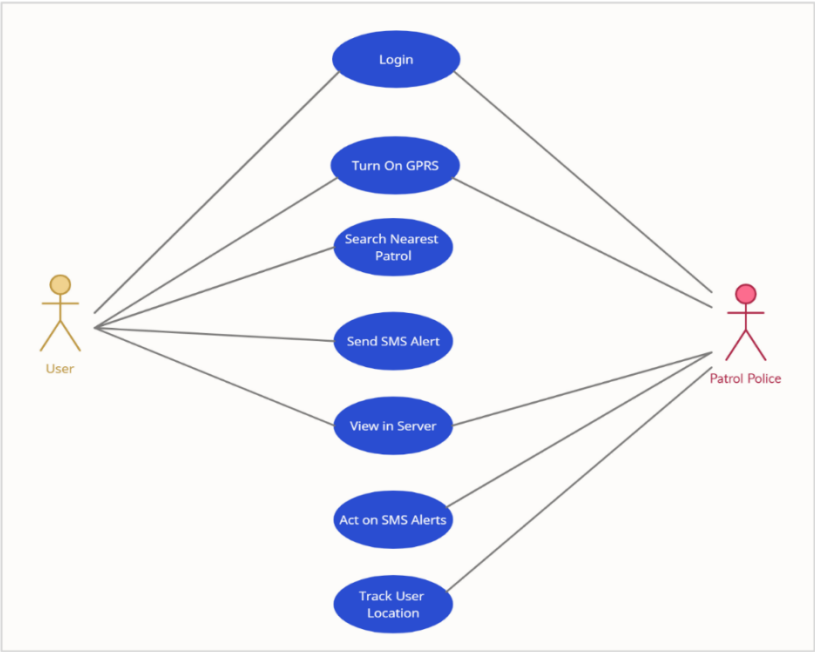 Login
Turn On GPRS
Search Nearest
Patrol
Send SMS Alert
User
Patrol Police
View in Server
Act on SMS Alerts
Track User
Location